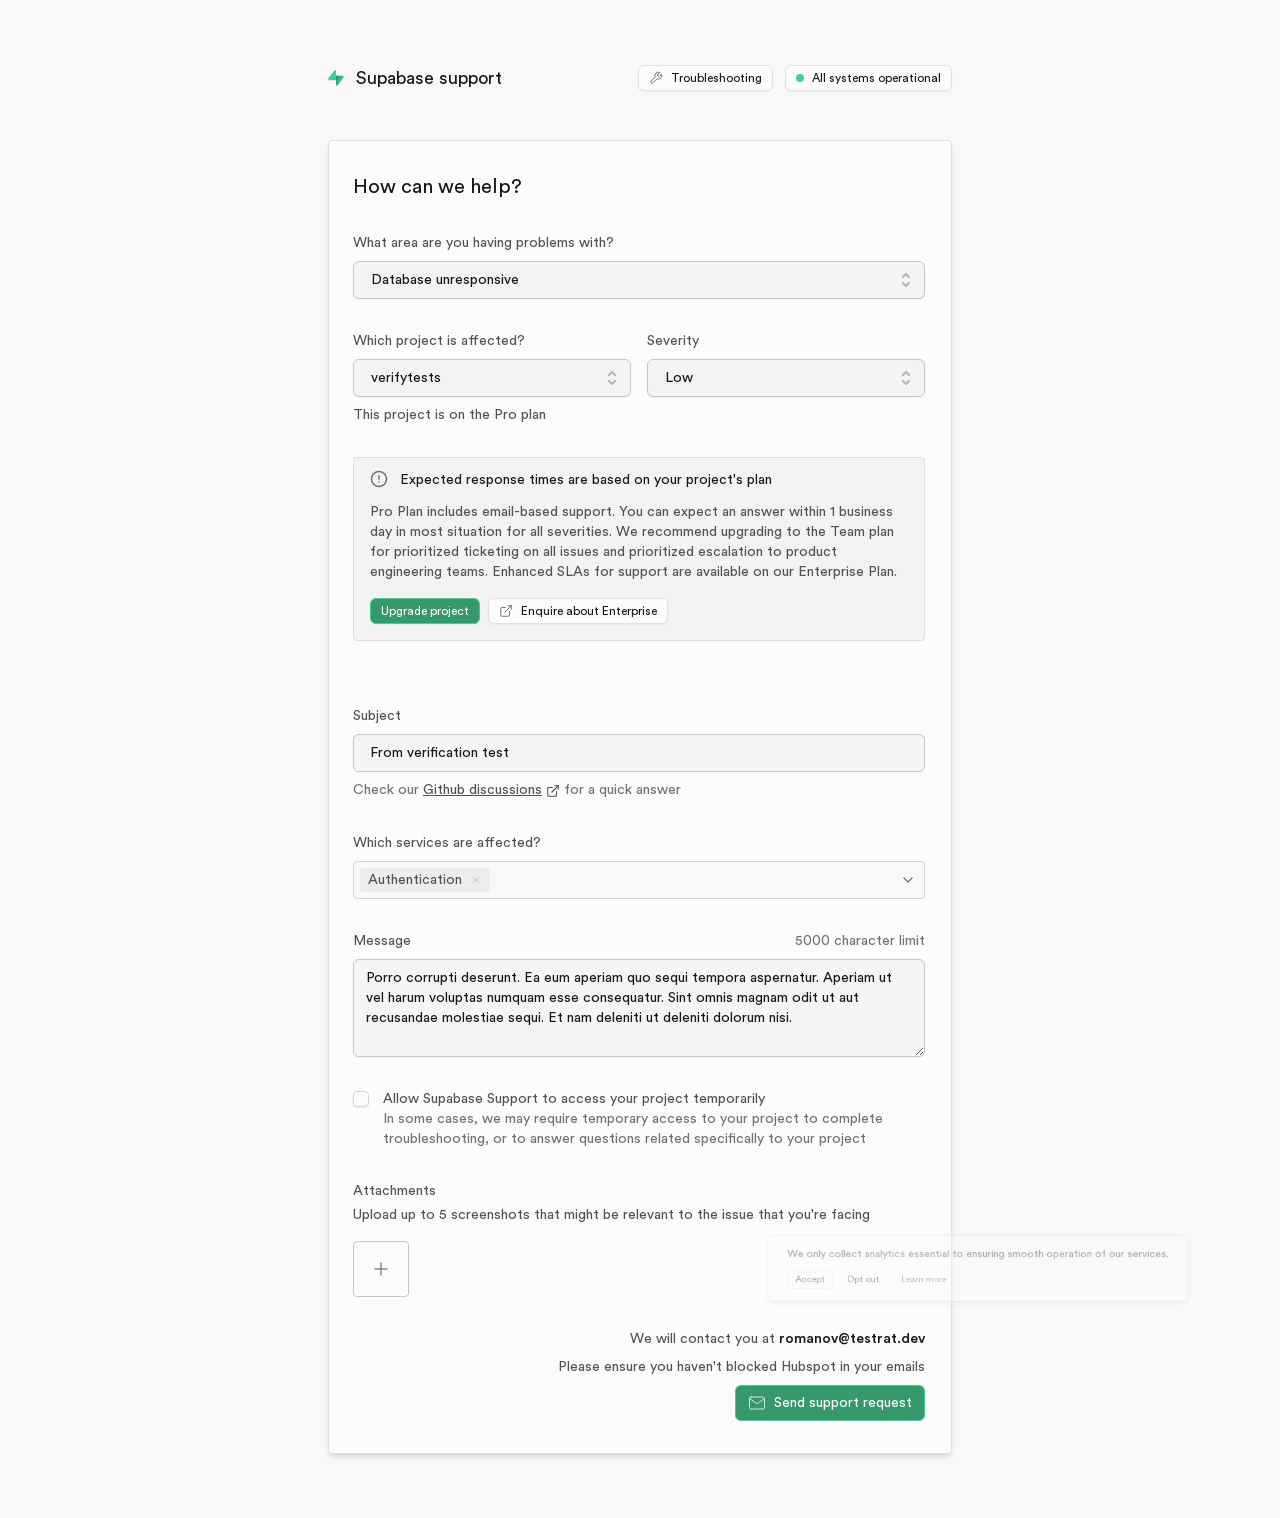 Supabase support
Troubleshooting
All systems operational
How can we help?
What area are you having problems with?
Database unresponsive
Which project is affected?
Severity
verifytests
Low
This project is on the Pro plan
Expected response times are based on your project's plan
Pro Plan includes email-based support. You can expect an answer within 1 business
day in most situation for all severities. We recommend upgrading to the Team plan
for prioritized ticketing on all issues and prioritized escalation to product
engineering teams. Enhanced SLAs for support are available on our Enterprise Plan.
Upgrade project
Enquire about Enterprise
Subject
From verification test
Check our Github discussions for a quick answer
Which services are affected?
Authentication
Message
5000 character limit
Porro corrupti deserunt. Ea eum aperiam quo sequi tempora aspernatur. Aperiam ut
vel harum voluptas numquam esse consequatur. Sint omnis magnam odit ut aut
recusandae molestiae sequi. Et nam deleniti ut deleniti dolorum nisi.
Allow Supabase Support to access your project temporarily
In some cases, we may require temporary access to your project to complete
troubleshooting, or to answer questions related specifically to your project
Attachments
Upload up to 5 screenshots that might be relevant to the issue that you're facing
We only collect analytics essential to ensuring smooth operation of our services.
Accept
Opt out
Learn more
We will contact you at romanov@testrat.dev
Please ensure you haven't blocked Hubspot in your emails
Send support request